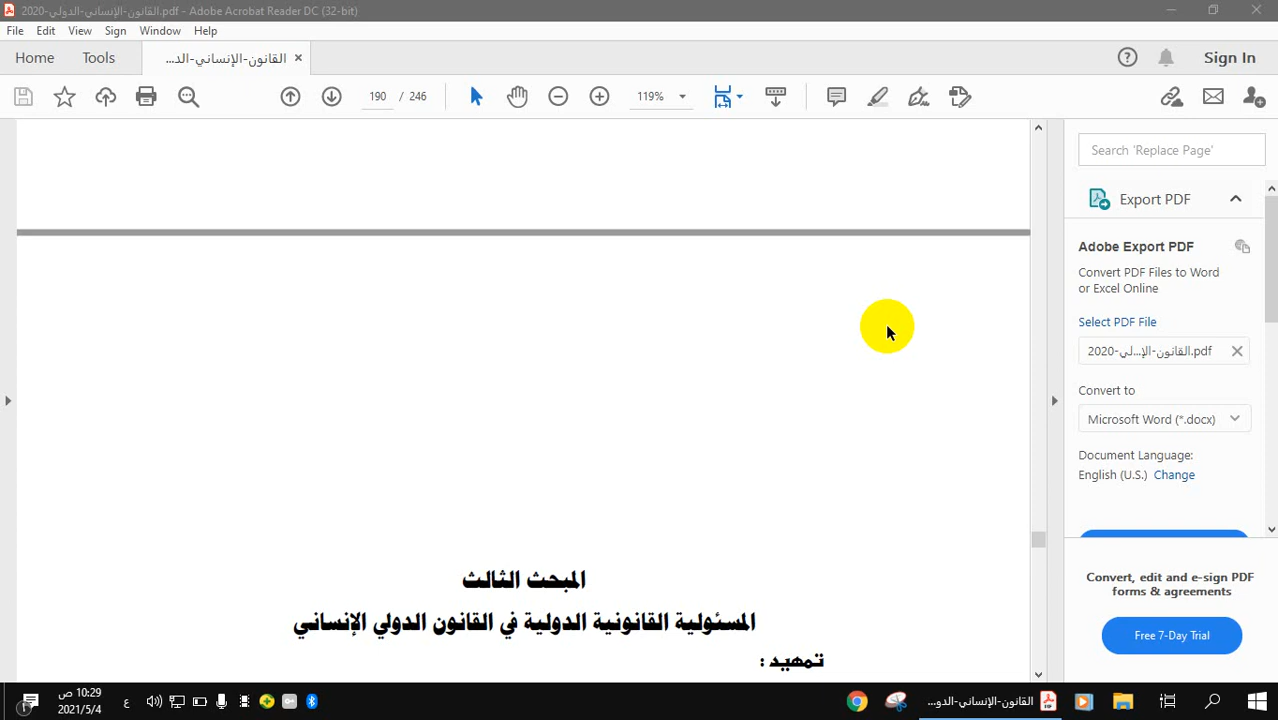 القانون-الإنساني-الدولي-2020.pdf - Adobe Acrobat Reader DC (32-bit)
File Edit View Sign Window Help
Home Tools القانون-الإنساني-الد... Sign In
190 / 246 119%
Search 'Replace Page'
Export PDF
Adobe Export PDF
Convert PDF Files to Word
or Excel Online
Select PDF File
القانون-الإ...لي-2020.pdf
Convert to
Microsoft Word (*.docx)
Document Language:
English (U.S.) Change
المبحث الثالث
المسئولية القانونية الدولية في القانون الدولي الإنساني
تمهيد :
Convert, edit and e-sign PDF
forms & agreements
Free 7-Day Trial
1
10:29 ص
2021/5/4
ع
القانون-الإنساني-الدو...